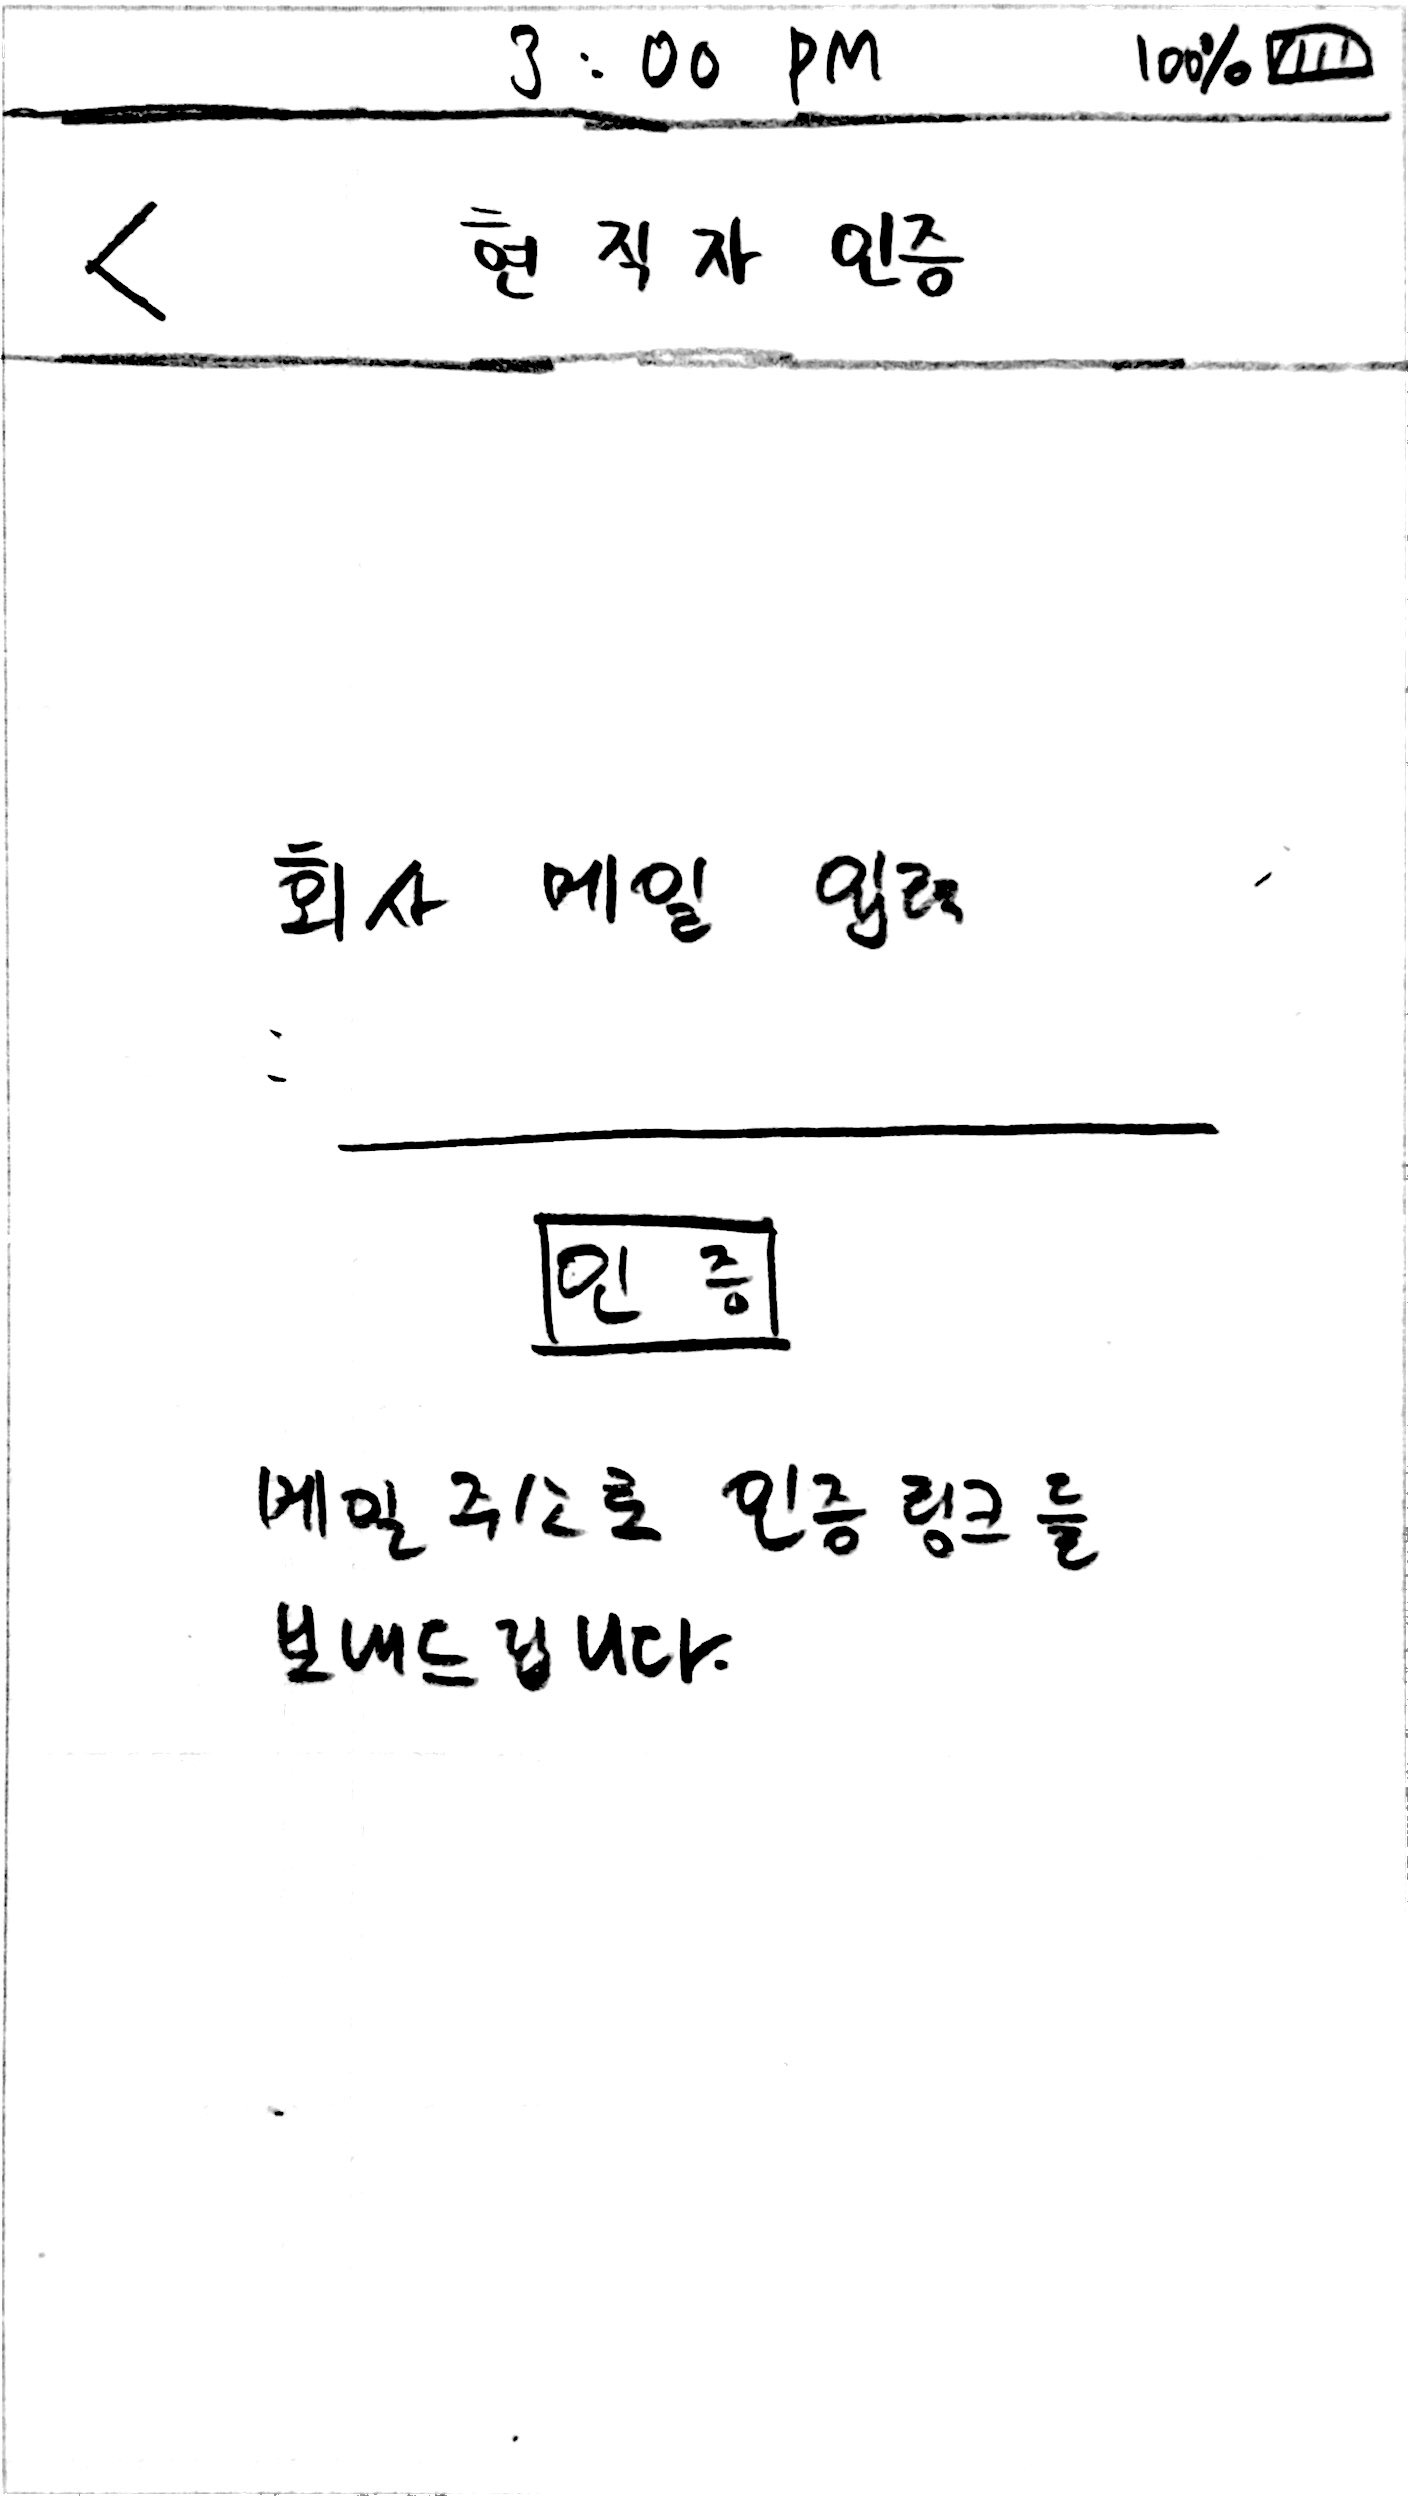 3:00 PM 100%
< 현직자 인증
회사 메일 입력
:
인증
메일 주소로 인증 링크를
보내드립니다.